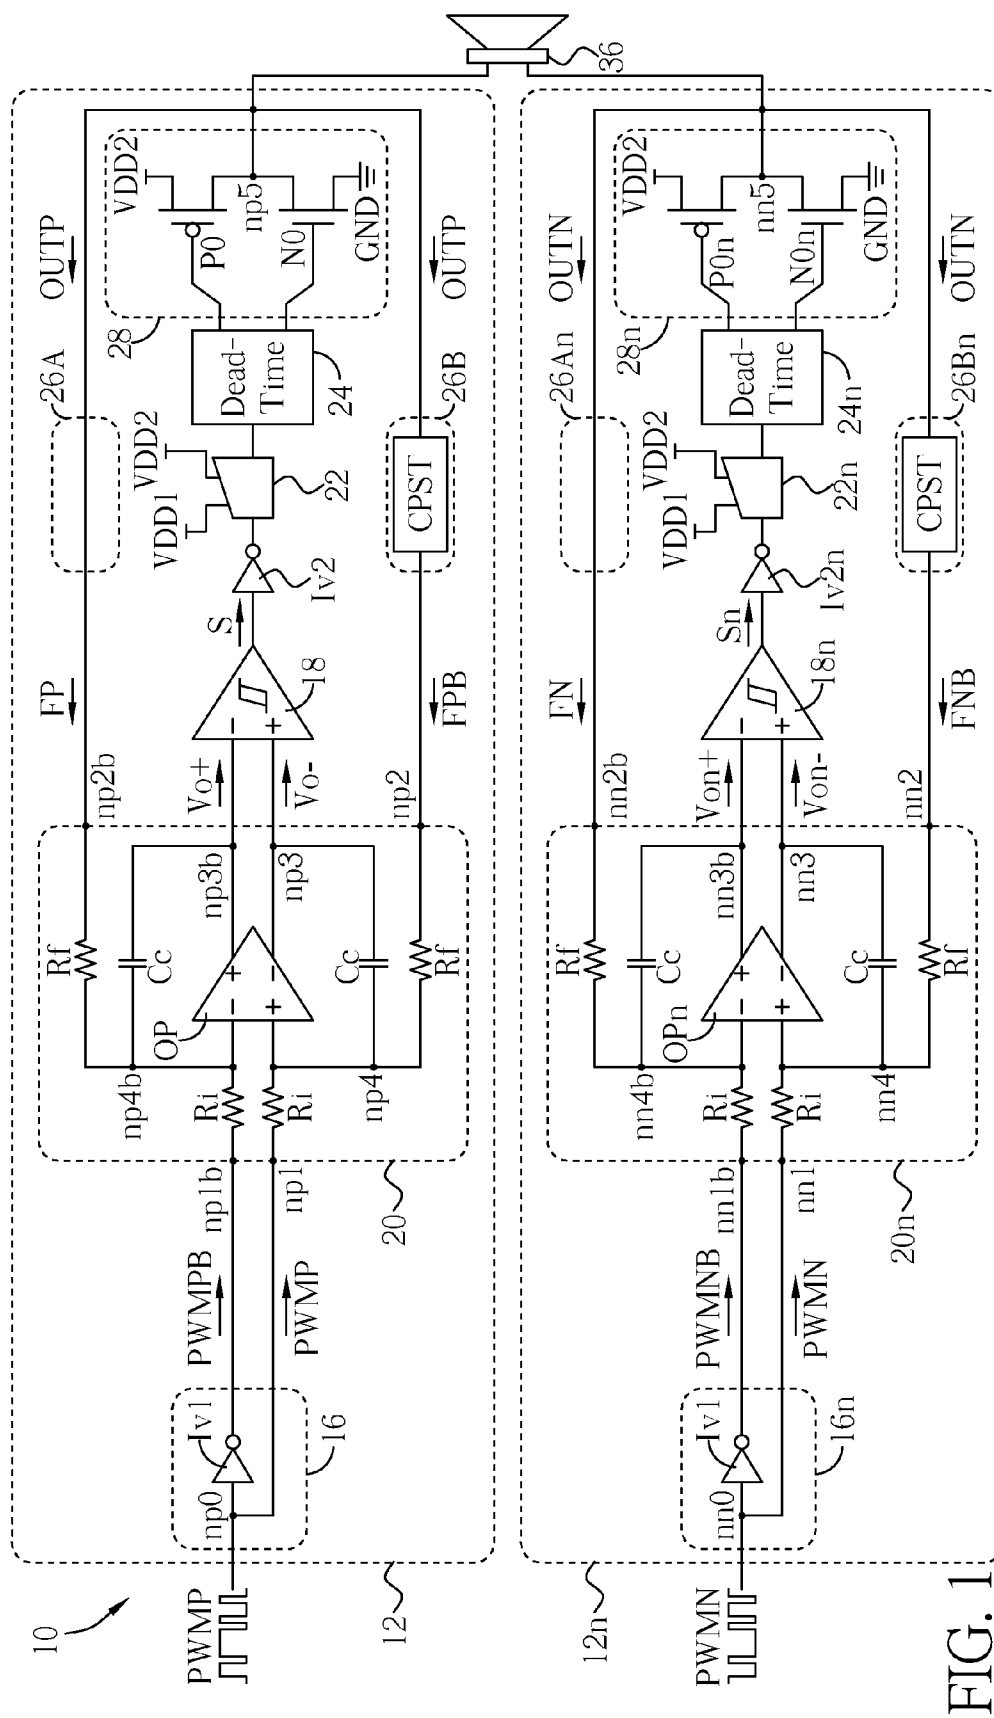 10
12
PWMP
np0
Iv1
16
PWMPB
PWMP
np1b
np1
20
Ri
Ri
np4b
np4
OP
Rf
Cc
Cc
Rf
- +
+ -
np3b
np3
np2b
np2
Vo+
Vo-
FP
FPB
- +
18
S
Iv2
VDD1
VDD2
22
26A
26B
CPST
Dead-
Time
24
28
OUTP
OUTP
VDD2
P0
N0
np5
GND
36
12n
PWMN
nn0
Iv1
16n
PWMNB
PWMN
nn1b
nn1
20n
Ri
Ri
nn4b
nn4
OPn
Rf
Cc
Cc
Rf
- +
+ -
nn3b
nn3
nn2b
nn2
Von+
Von-
FN
FNB
- +
18n
Sn
Iv2n
VDD1
VDD2
22n
26An
26Bn
CPST
Dead-
Time
24n
28n
OUTN
OUTN
VDD2
P0n
N0n
nn5
GND
FIG. 1